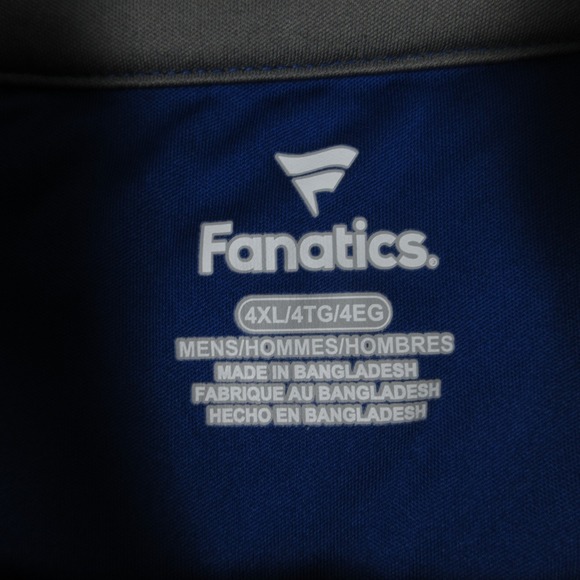 Fanatics.
4XL/4TG/4EG
MENS/HOMMES/HOMBRES
MADE IN BANGLADESH
FABRIQUE AU BANGLADESH
HECHO EN BANGLADESH